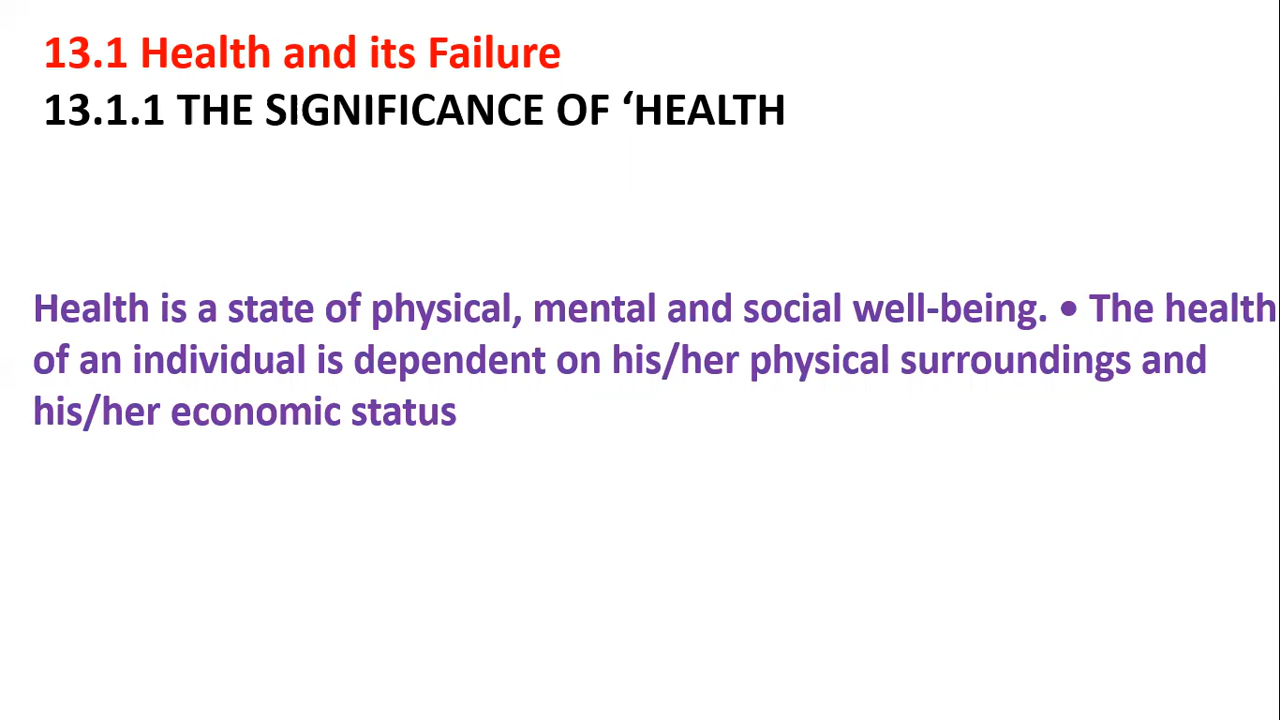 13.1 Health and its Failure
13.1.1 THE SIGNIFICANCE OF ‘HEALTH
Health is a state of physical, mental and social well-being. • The health
of an individual is dependent on his/her physical surroundings and
his/her economic status